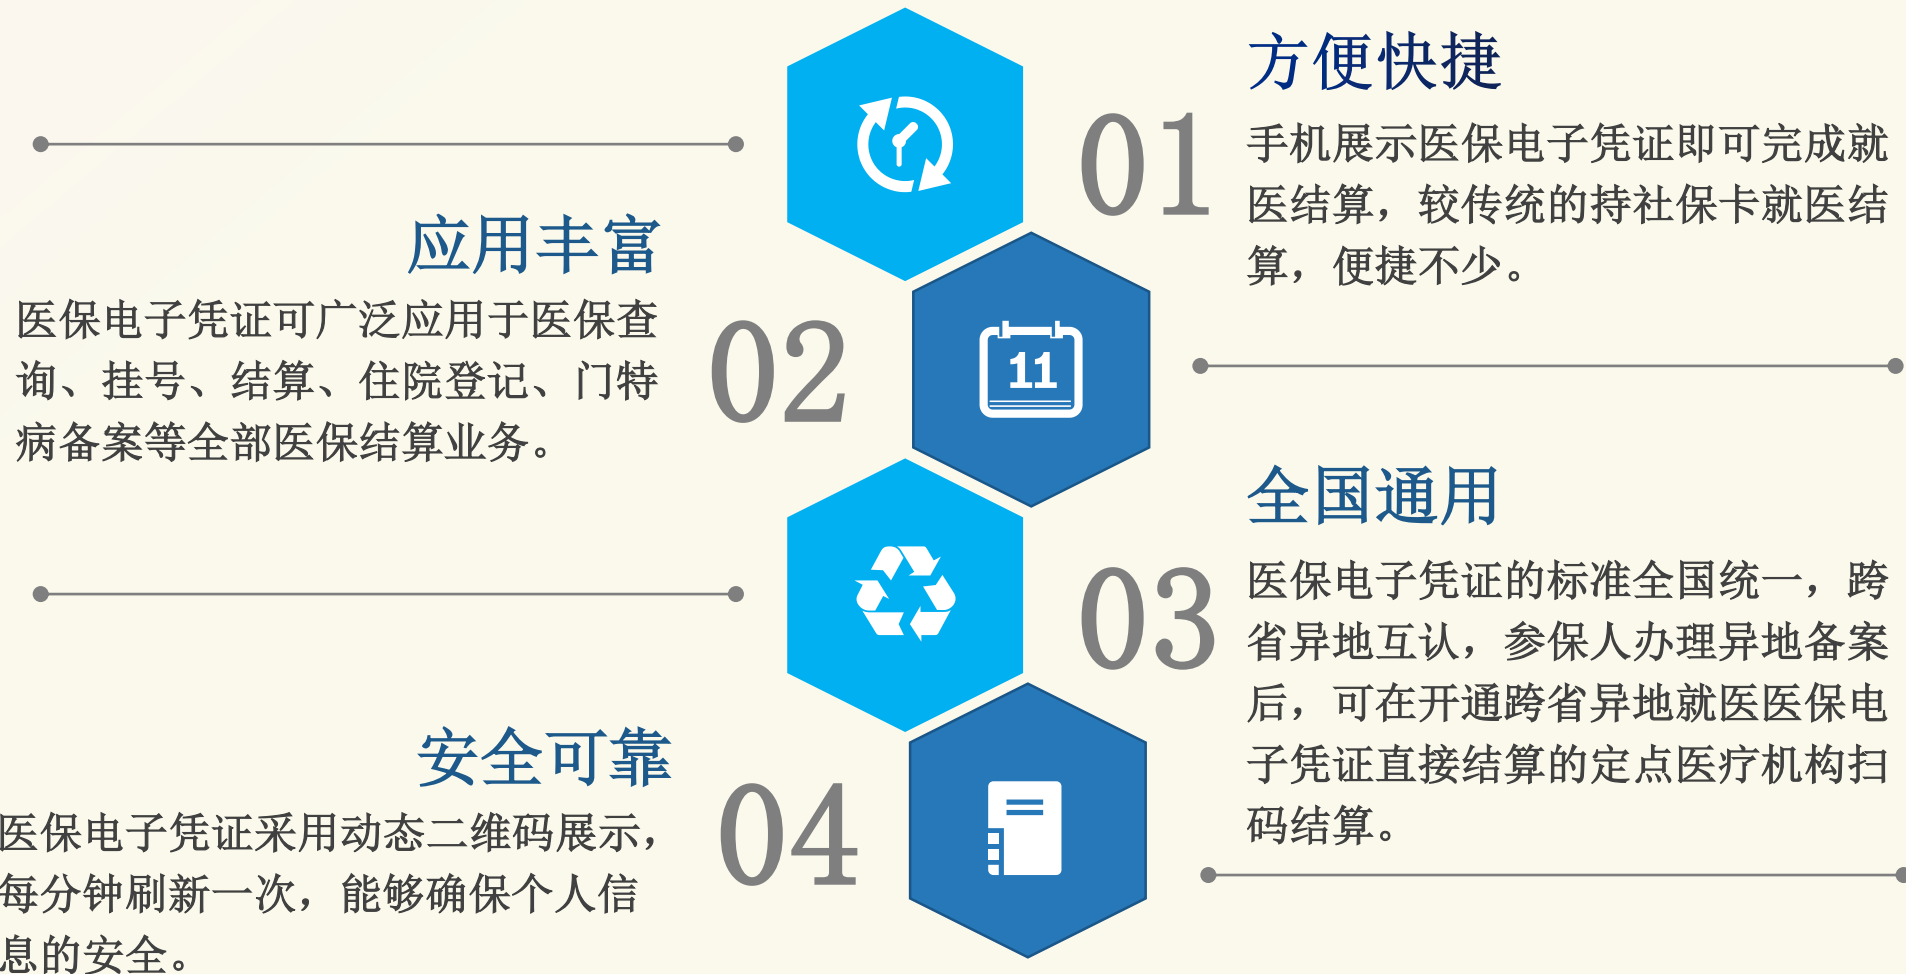 方便快捷
01
手机展示医保电子凭证即可完成就
医结算，较传统的持社保卡就医结
算，便捷不少。
应用丰富
02
医保电子凭证可广泛应用于医保查
询、挂号、结算、住院登记、门特
病备案等全部医保结算业务。
11
全国通用
03
医保电子凭证的标准全国统一，跨
省异地互认，参保人办理异地备案
后，可在开通跨省异地就医医保电
子凭证直接结算的定点医疗机构扫
码结算。
安全可靠
04
医保电子凭证采用动态二维码展示，
每分钟刷新一次，能够确保个人信
息的安全。